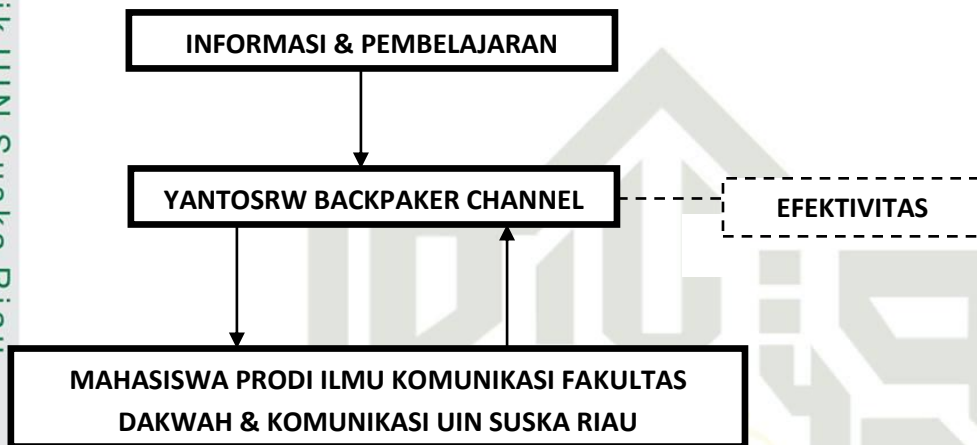 INFORMASI & PEMBELAJARAN
YANTOSRW BACKPAKER CHANNEL
EFEKTIVITAS
MAHASISWA PRODI ILMU KOMUNIKASI FAKULTAS
DAKWAH & KOMUNIKASI UIN SUSKA RIAU